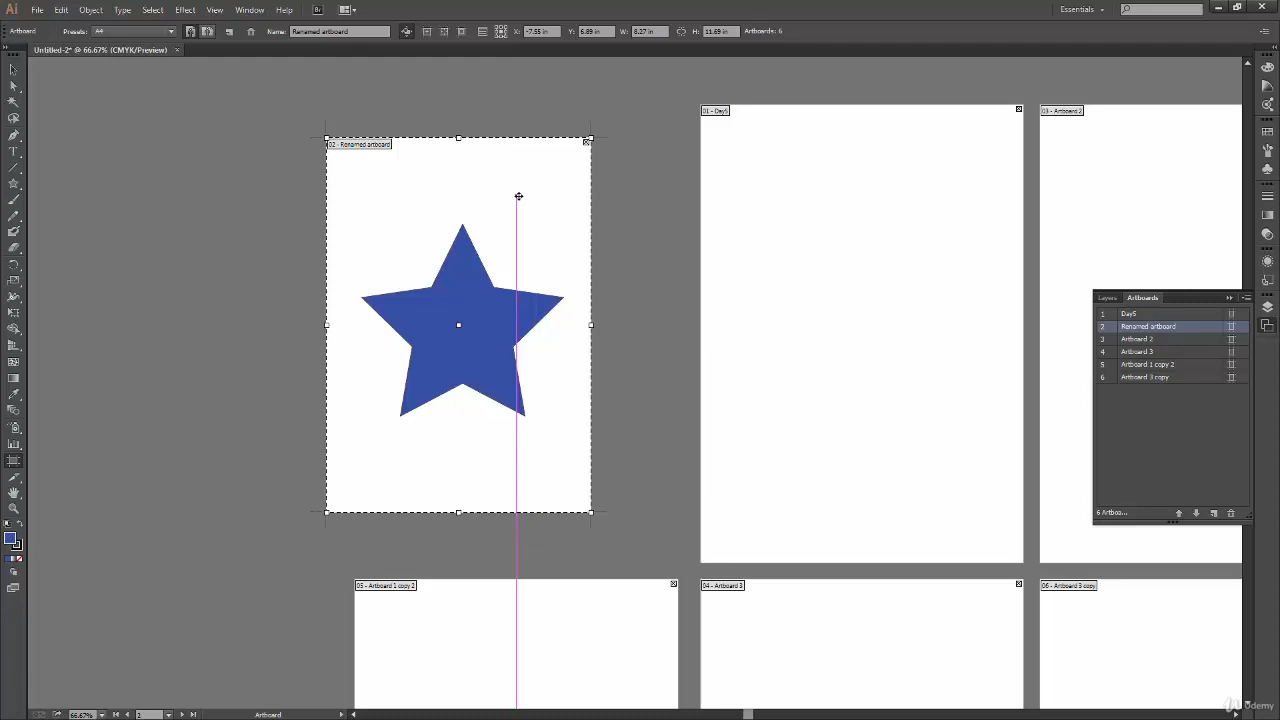 Ai File Edit Object Type Select Effect View Window Help Br Essentials
Artboard Presets: A4 Name: Renamed artboard X: -7.55 in Y: 6.89 in W: 8.27 in H: 11.69 in Artboards: 6
Untitled-2* @ 66.67% (CMYK/Preview) ×
01 - Day5
03 - Artboard 2
02 - Renamed artboard
Layers Artboards
1 Day5
2 Renamed artboard
3 Artboard 2
4 Artboard 3
5 Artboard 1 copy 2
6 Artboard 3 copy
6 Artboa...
05 - Artboard 1 copy 2
04 - Artboard 3
06 - Artboard 3 copy
66.67% 2 Artboard
Udemy